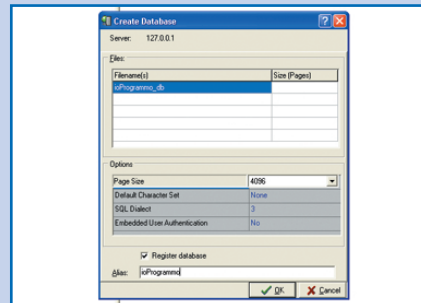 Create Database
Server: 127.0.0.1
Files:
Filename(s) Size (Pages)
ioProgrammo_db
Options
Page Size 4096
Default Character Set None
SQL Dialect 3
Embedded User Authentication No
Register database
Alias: ioProgrammo
OK Cancel